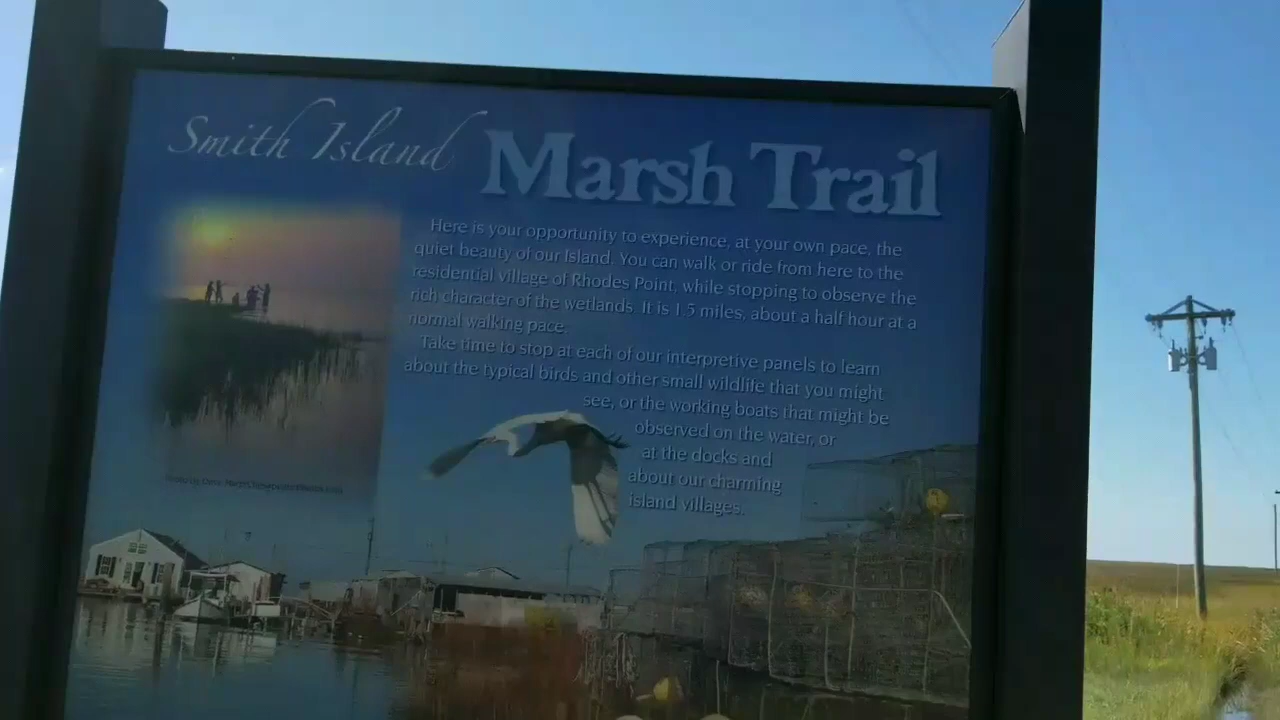 Smith Island Marsh Trail
Here is your opportunity to experience, at your own pace, the
quiet beauty of our Island. You can walk or ride from here to the
residential village of Rhodes Point, while stopping to observe the
rich character of the wetlands. It is 1.5 miles, about a half hour at a
normal walking pace.
Take time to stop at each of our interpretive panels to learn
about the typical birds and other small wildlife that you might
see, or the working boats that might be
observed on the water, or
at the docks and
about our charming
island villages.